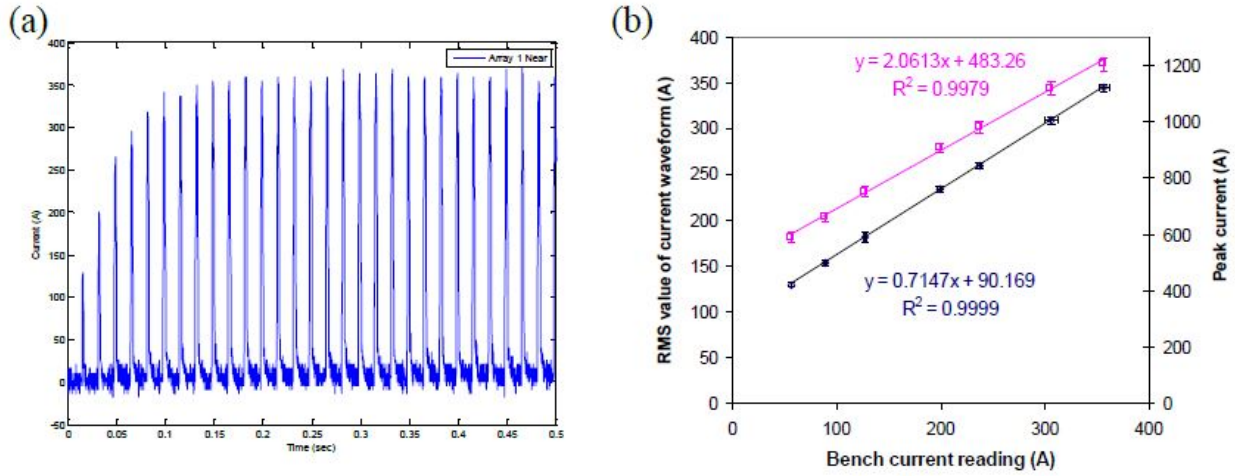 (a)
400
350
300
250
200
150
100
50
0
-50
Current (A)
Array 1 Near
0 0.05 0.1 0.15 0.2 0.25 0.3 0.35 0.4 0.45 0.5
Time (sec)
(b)
400
350
300
250
200
150
100
50
0
RMS value of current waveform (A)
y = 2.0613x + 483.26
R² = 0.9979
y = 0.7147x + 90.169
R² = 0.9999
1200
1000
800
600
400
200
0
Peak current (A)
0 100 200 300 400
Bench current reading (A)